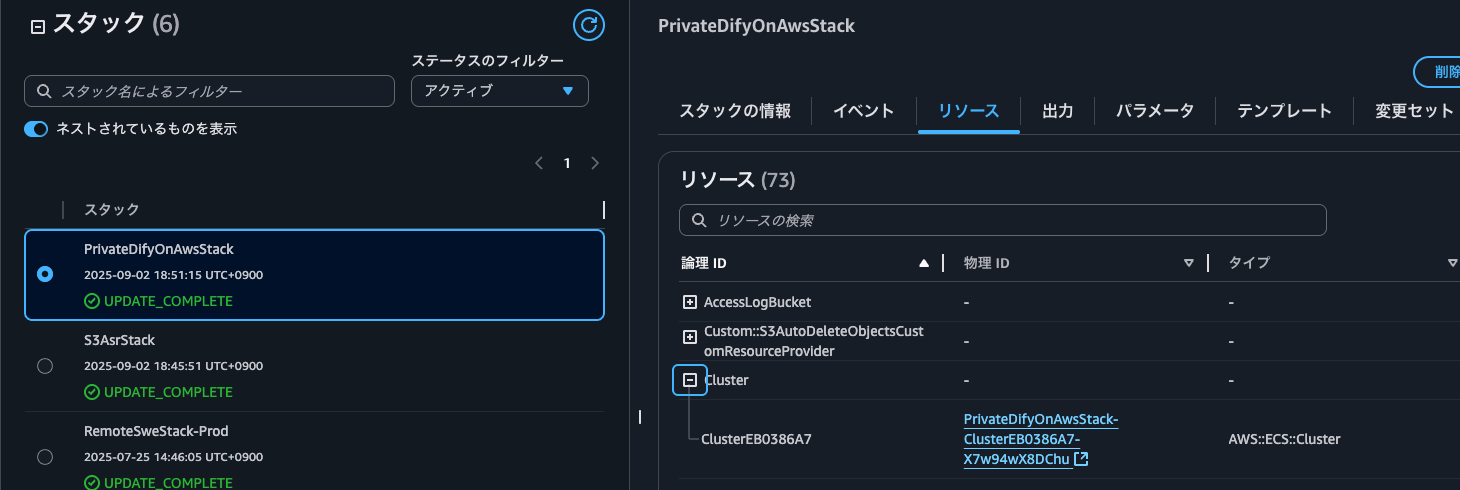 スタック (6)
ステータスのフィルター
スタック名によるフィルター
アクティブ
ネストされているものを表示
1
スタック
PrivateDifyOnAwsStack
2025-09-02 18:51:15 UTC+0900
UPDATE_COMPLETE
S3AsrStack
2025-09-02 18:45:51 UTC+0900
UPDATE_COMPLETE
RemoteSweStack-Prod
2025-07-25 14:46:05 UTC+0900
UPDATE_COMPLETE
PrivateDifyOnAwsStack
削除
スタックの情報 イベント リソース 出力 パラメータ テンプレート 変更セット
リソース (73)
リソースの検索
論理 ID 物理 ID タイプ
AccessLogBucket - -
Custom::S3AutoDeleteObjectsCust
omResourceProvider - -
Cluster - -
ClusterEB0386A7
PrivateDifyOnAwsStack-
ClusterEB0386A7-
X7w94wX8DChu
AWS::ECS::Cluster